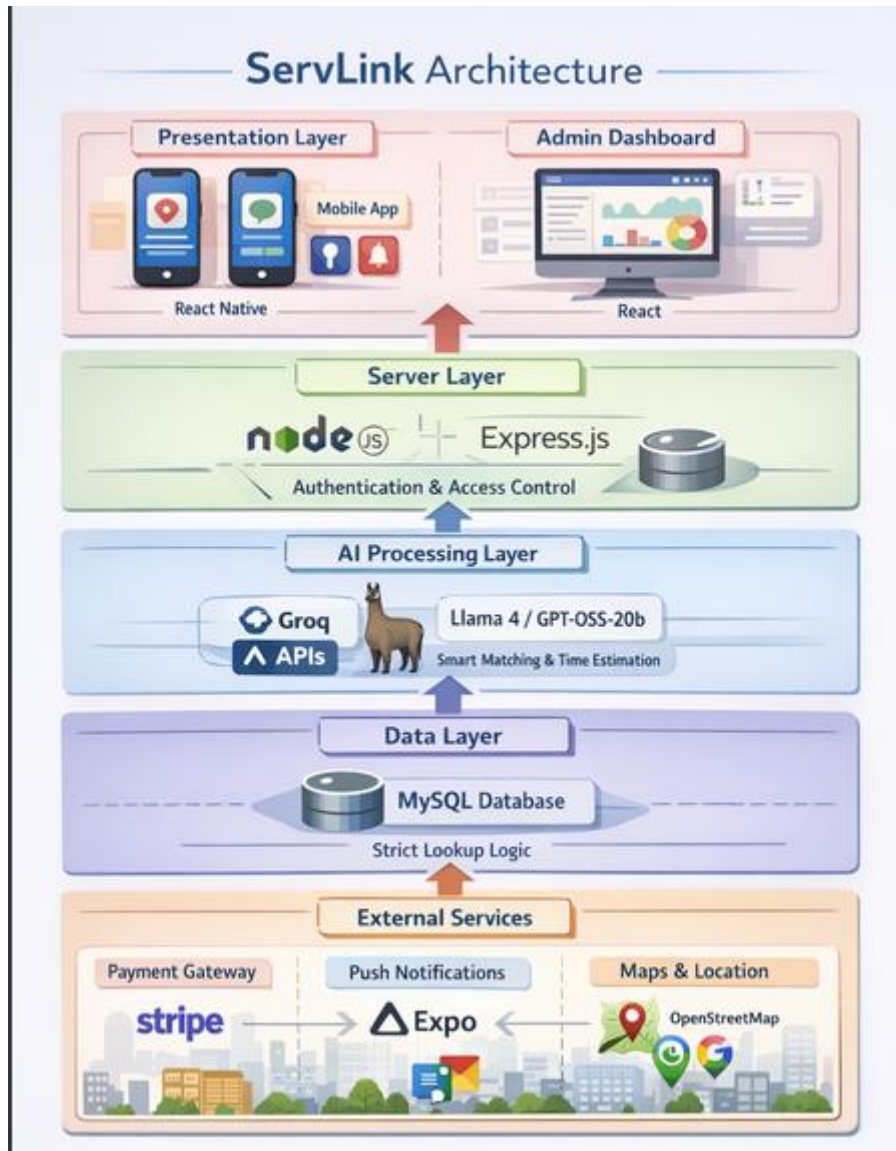 ServLink Architecture
Presentation Layer
Admin Dashboard
Mobile App
React Native
React
Server Layer
node JS
Express.js
Authentication & Access Control
AI Processing Layer
Groq
APIs
Llama 4 / GPT-OSS-20b
Smart Matching & Time Estimation
Data Layer
MySQL Database
Strict Lookup Logic
External Services
Payment Gateway
Push Notifications
Maps & Location
stripe
Expo
OpenStreetMap